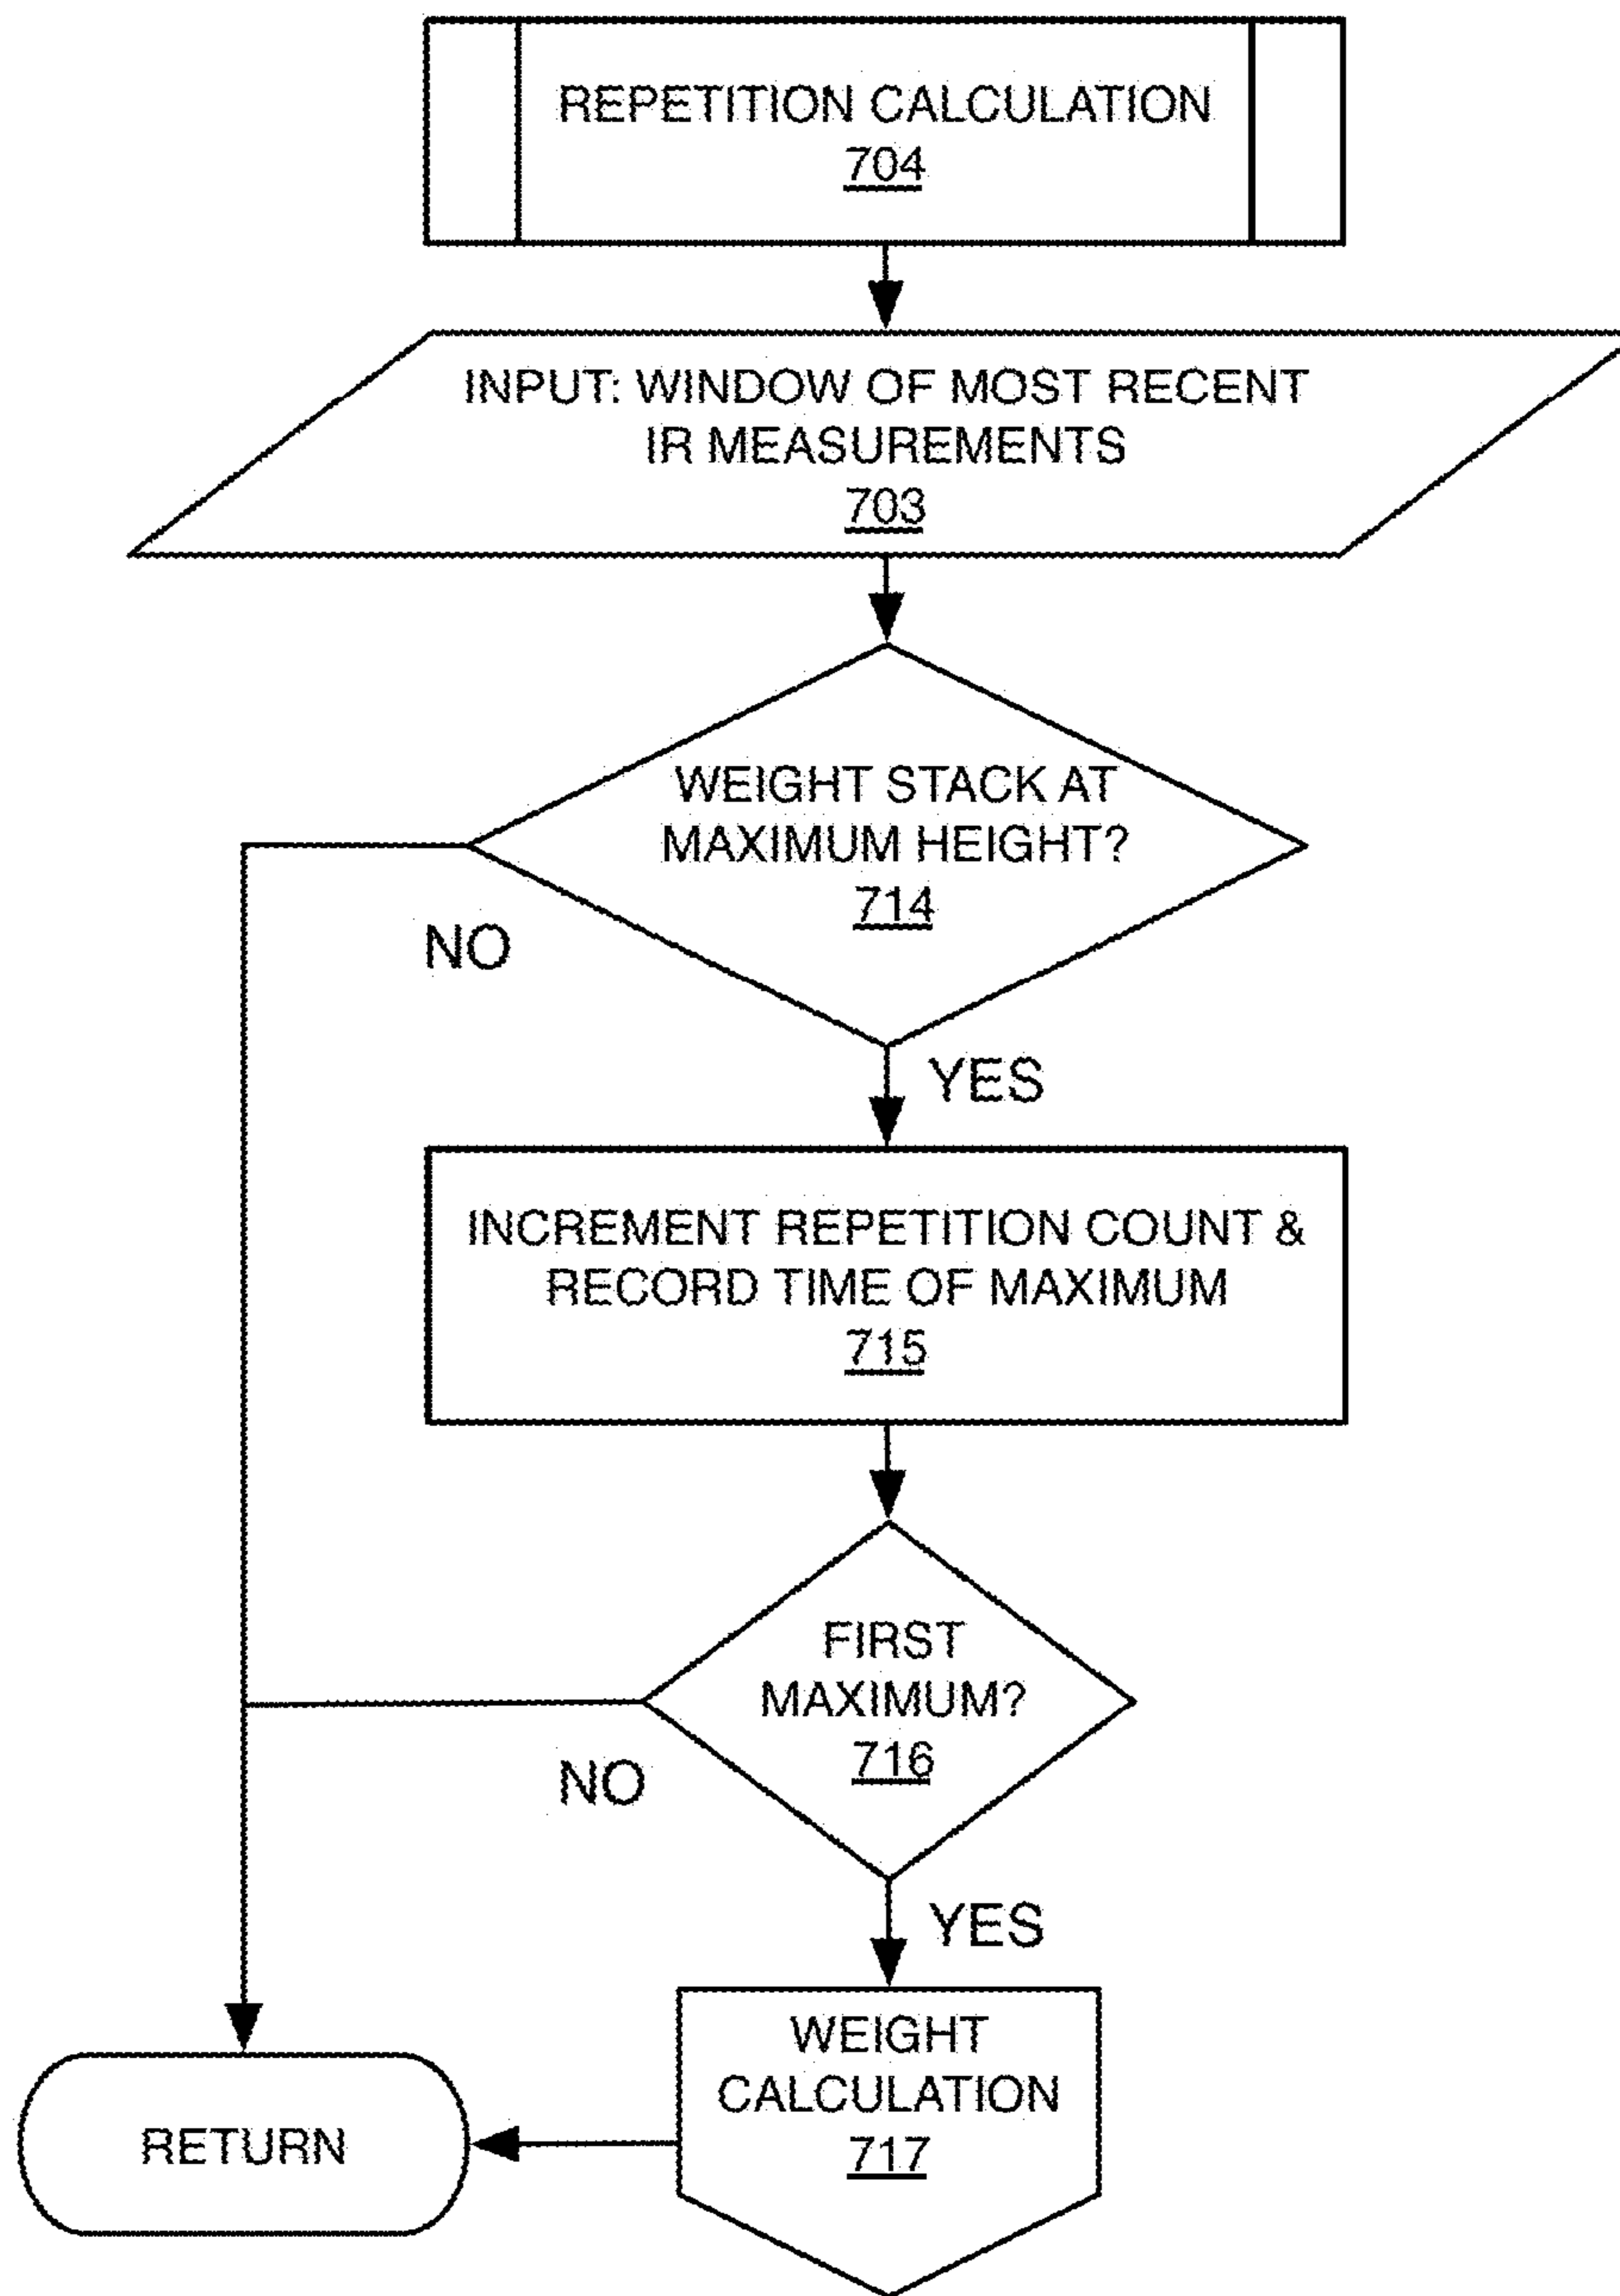 REPETITION CALCULATION
704
INPUT: WINDOW OF MOST RECENT
IR MEASUREMENTS
703
WEIGHT STACK AT
MAXIMUM HEIGHT?
714
NO
YES
INCREMENT REPETITION COUNT &
RECORD TIME OF MAXIMUM
715
FIRST
MAXIMUM?
716
NO
YES
WEIGHT
CALCULATION
717
RETURN